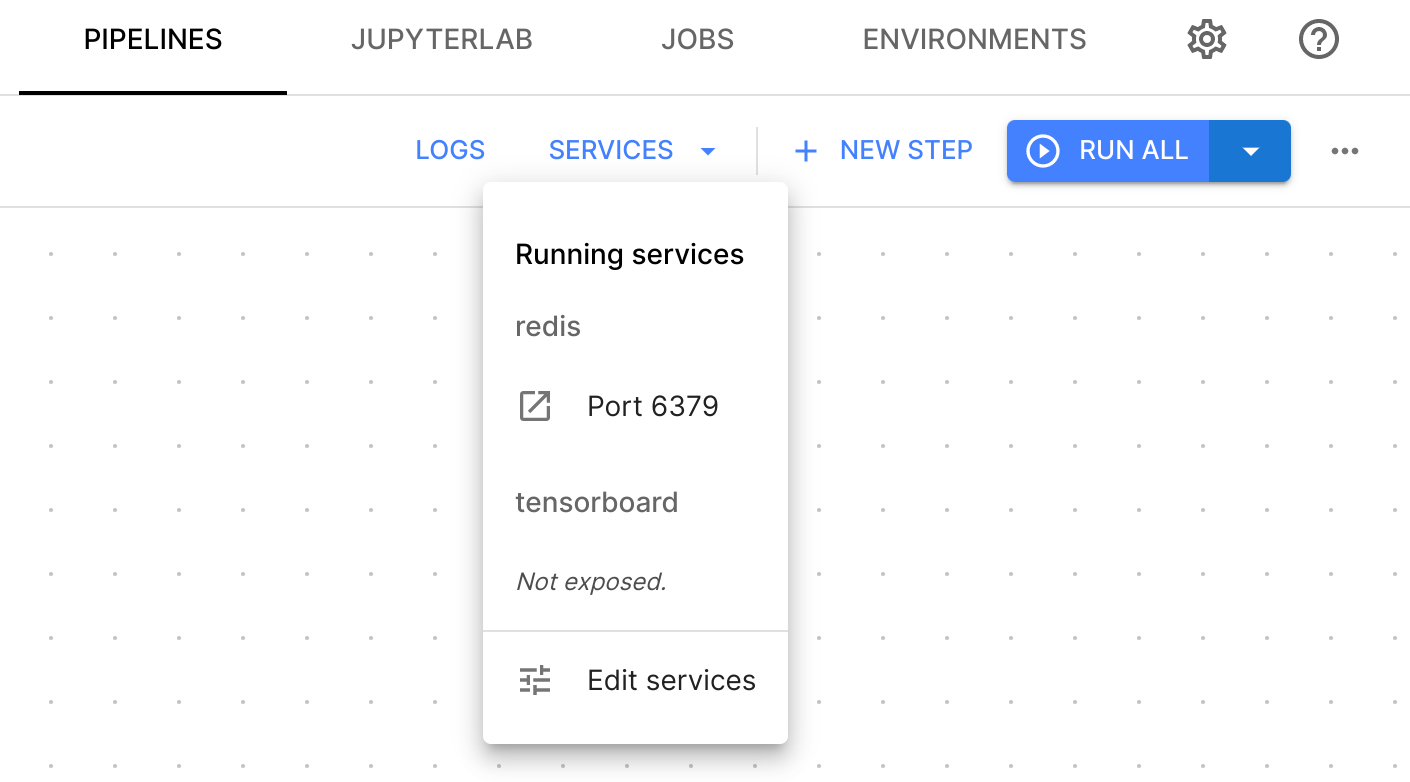 PIPELINES JUPYTERLAB JOBS ENVIRONMENTS
LOGS SERVICES NEW STEP RUN ALL
Running services
redis
Port 6379
tensorboard
Not exposed.
Edit services